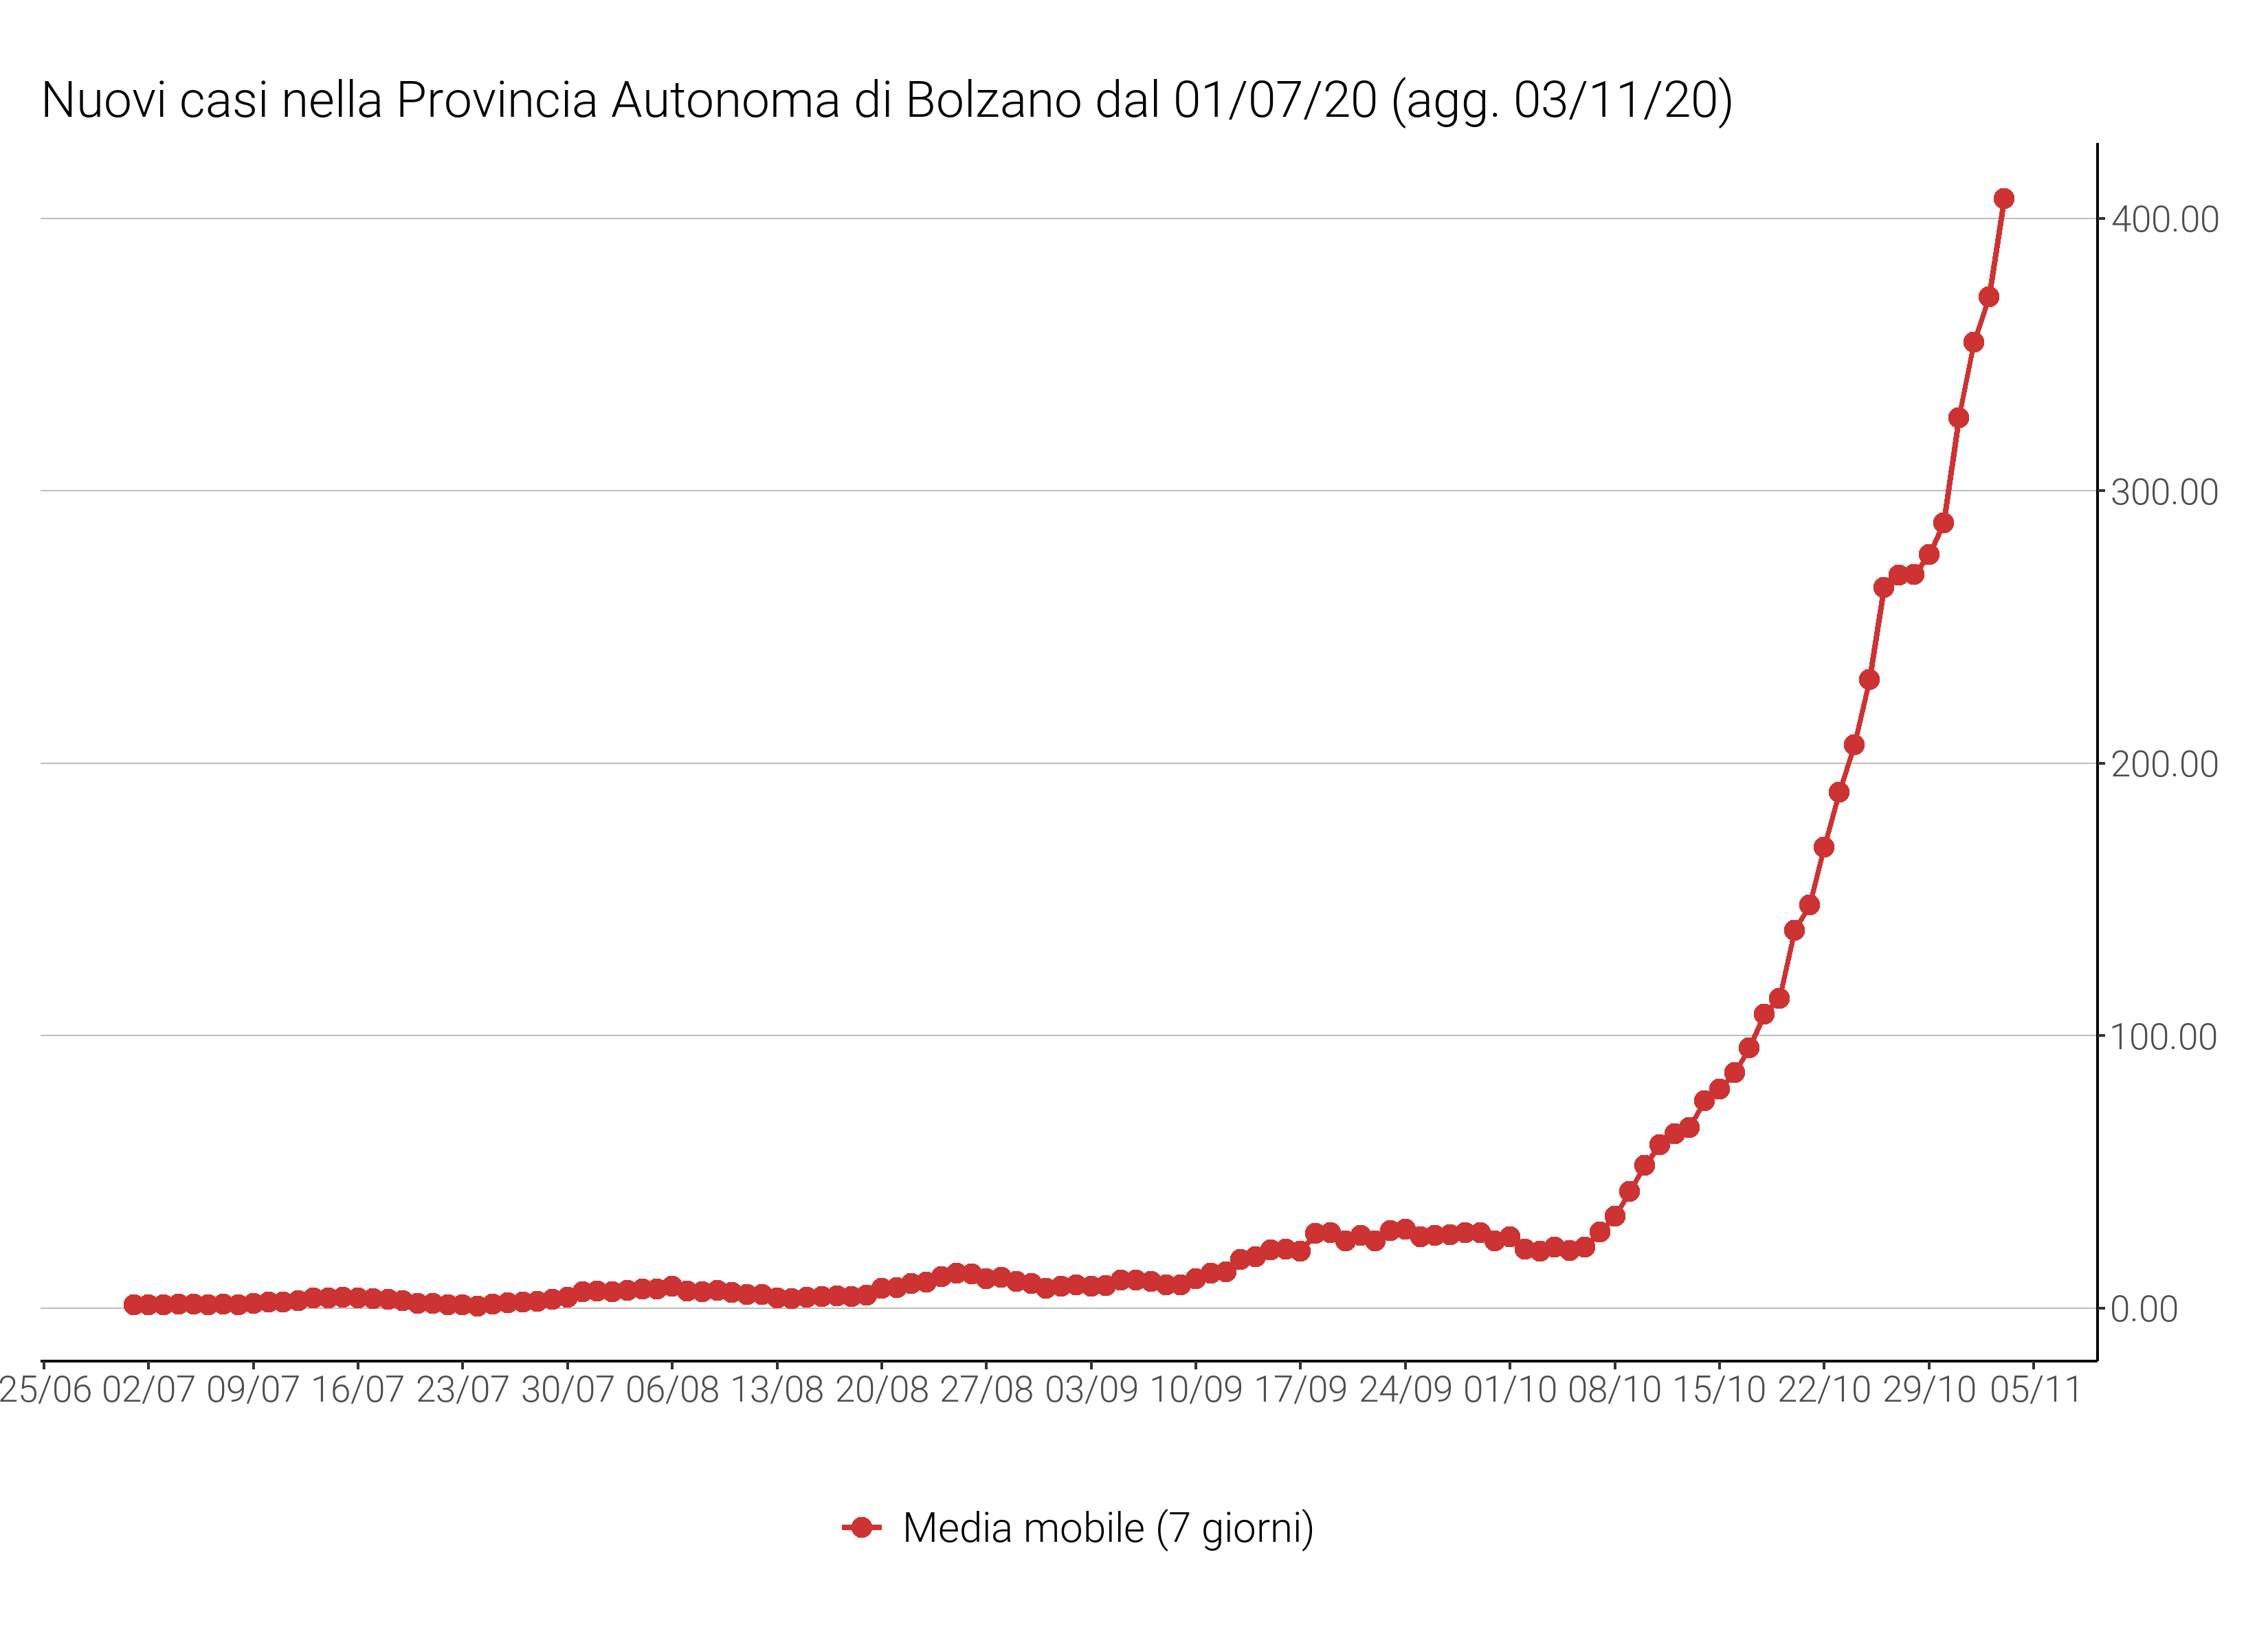 Nuovi casi nella Provincia Autonoma di Bolzano dal 01/07/20 (agg. 03/11/20)
400.00
300.00
200.00
100.00
0.00
25/06 02/07 09/07 16/07 23/07 30/07 06/08 13/08 20/08 27/08 03/09 10/09 17/09 24/09 01/10 08/10 15/10 22/10 29/10 05/11
Media mobile (7 giorni)